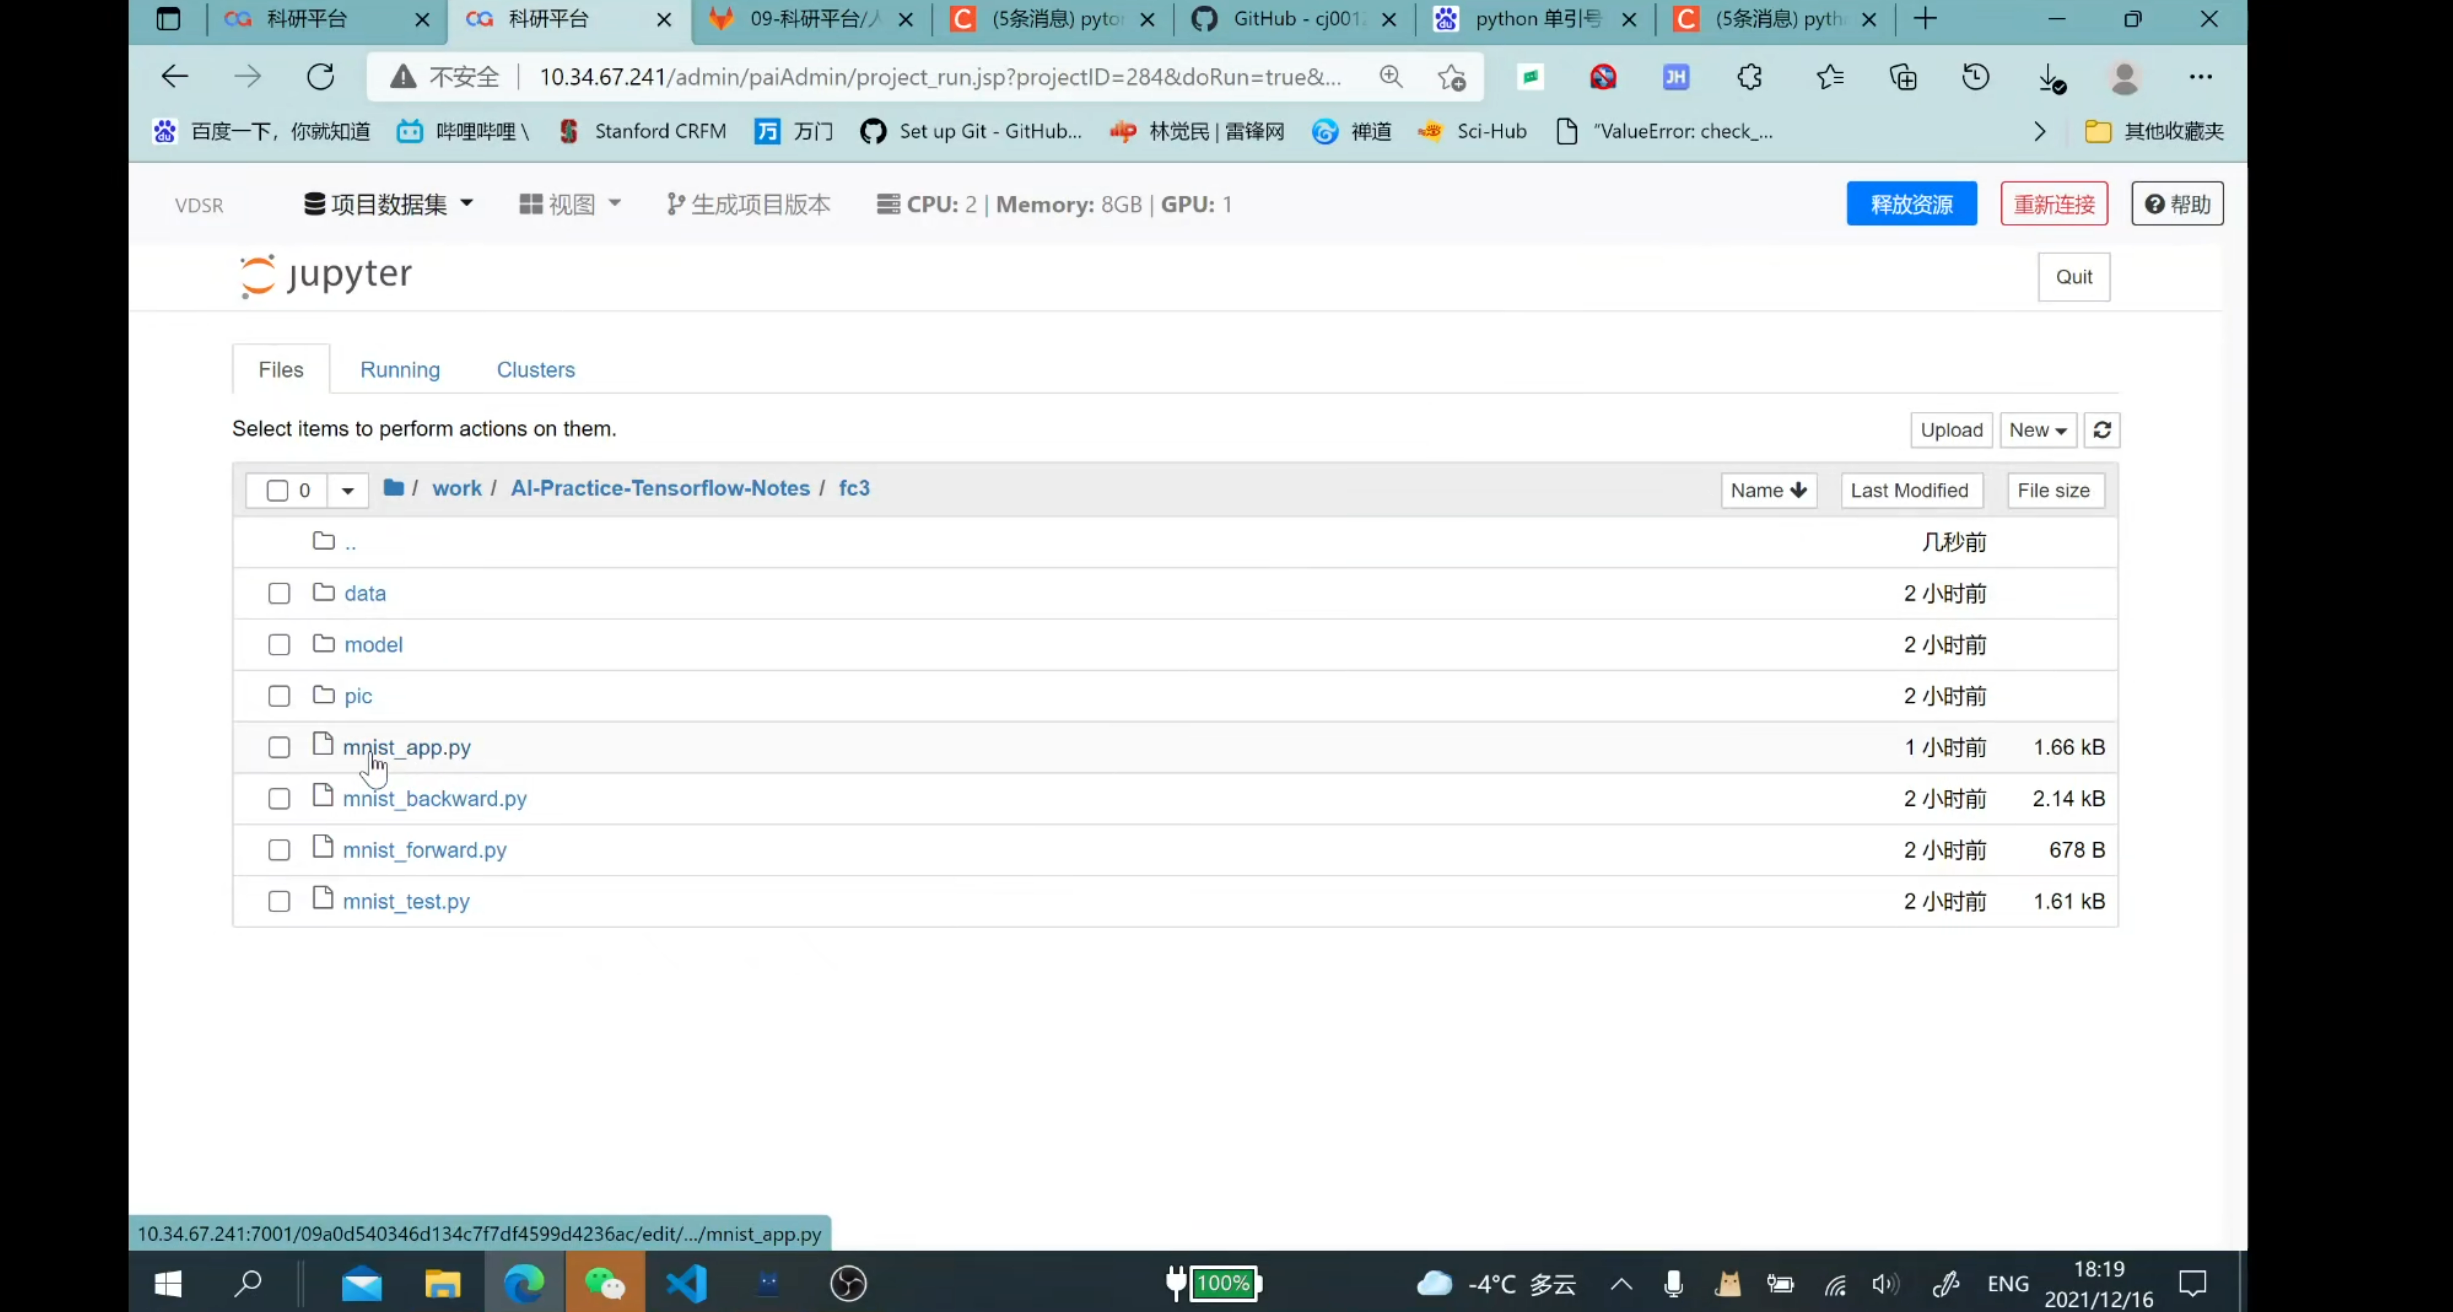 科研平台
科研平台
09-科研平台/人
(5条消息) pytor
GitHub - cj001
python 单引号
(5条消息) pyth
不安全
10.34.67.241/admin/paiAdmin/project_run.jsp?projectID=284&doRun=true&...
JH
百度一下，你就知道
哔哩哔哩 \
Stanford CRFM
万门
Set up Git - GitHub...
林觉民 | 雷锋网
禅道
Sci-Hub
"ValueError: check_...
其他收藏夹
VDSR
项目数据集
视图
生成项目版本
CPU: 2 | Memory: 8GB | GPU: 1
释放资源
重新连接
帮助
jupyter
Quit
Files
Running
Clusters
Select items to perform actions on them.
Upload
New
0
/ work / AI-Practice-Tensorflow-Notes / fc3
Name
Last Modified
File size
..
几秒前
data
2 小时前
model
2 小时前
pic
2 小时前
mnist_app.py
1 小时前
1.66 kB
mnist_backward.py
2 小时前
2.14 kB
mnist_forward.py
2 小时前
678 B
mnist_test.py
2 小时前
1.61 kB
10.34.67.241:7001/09a0d540346d134c7f7df4599d4236ac/edit/.../mnist_app.py
100%
-4°C 多云
ENG
18:19
2021/12/16